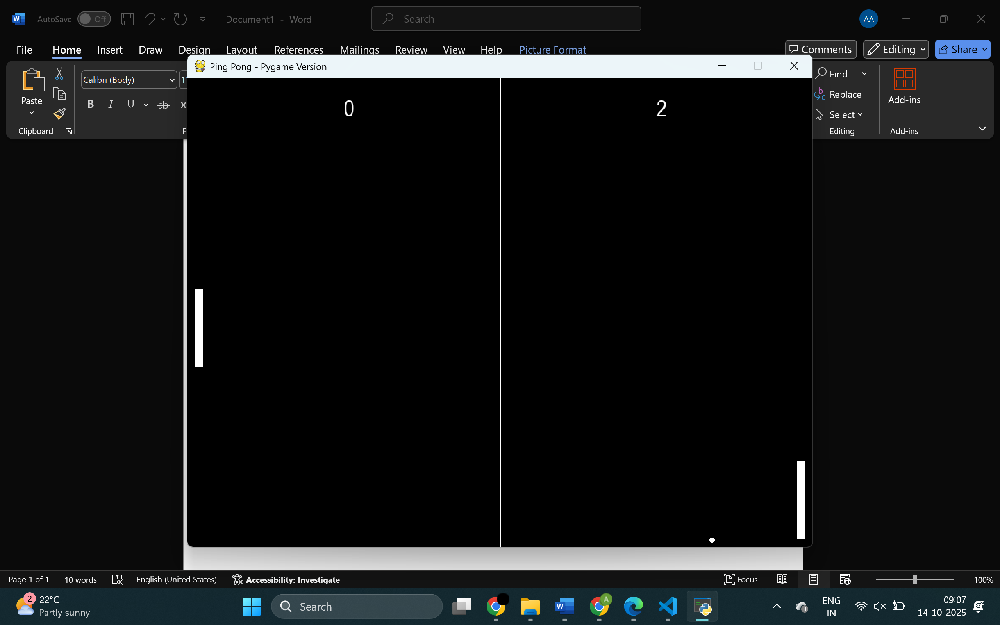 AutoSave Off Document1 - Word Search AA
File Home Insert Draw Design Layout References Mailings Review View Help Picture Format Comments Editing Share
Ping Pong - Pygame Version
Paste
Clipboard
Calibri (Body)
B I U ab
0 2
Find
Replace
Select
Editing
Add-ins
Add-ins
Page 1 of 1 10 words English (United States) Accessibility: Investigate Focus 100%
2 22°C
Partly sunny
Search
A
ENG
IN
09:07
14-10-2025